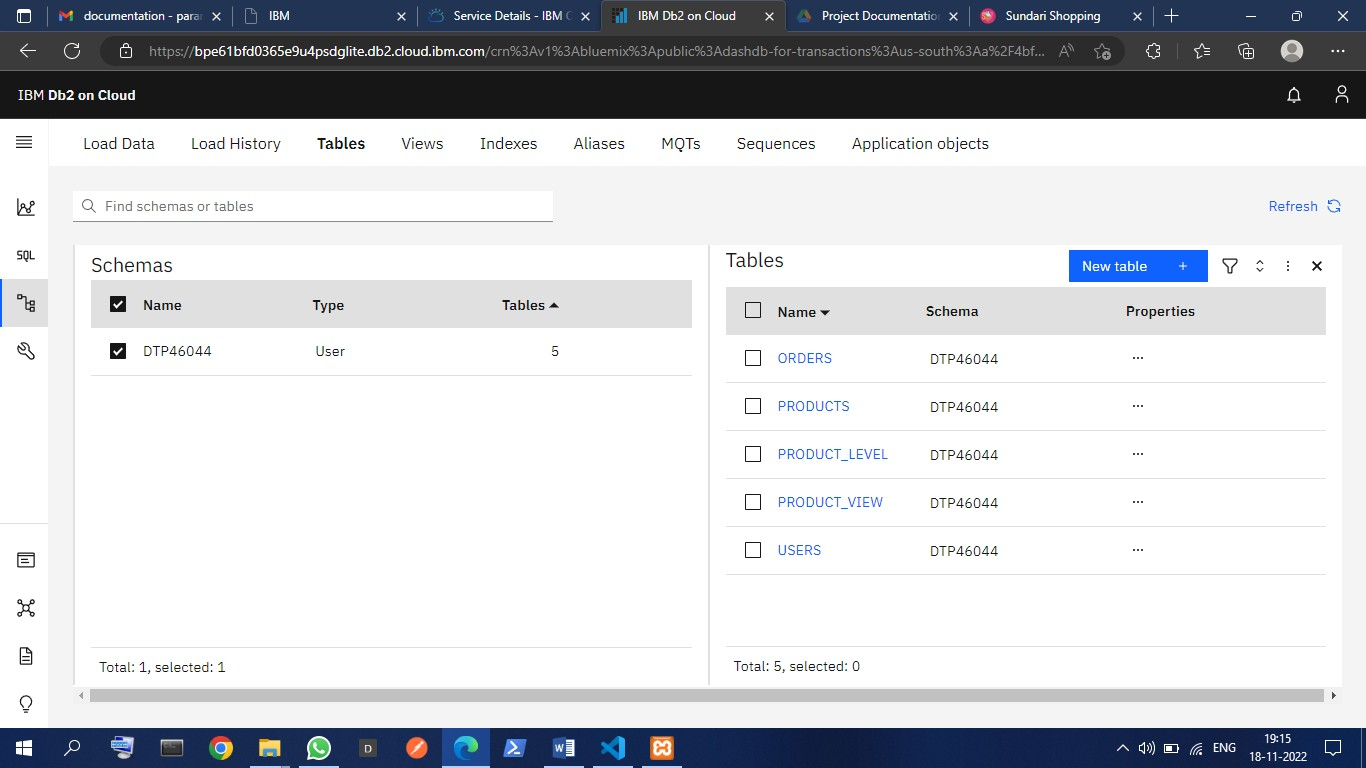 documentation - parar
IBM
Service Details - IBM C
IBM Db2 on Cloud
Project Documentation
Sundari Shopping
https://bpe61bfd0365e9u4psdglite.db2.cloud.ibm.com/crn%3Av1%3Abluemix%3Apublic%3Adashdb-for-transactions%3Aus-south%3Aa%2F4bf...
IBM Db2 on Cloud
Load Data
Load History
Tables
Views
Indexes
Aliases
MQTs
Sequences
Application objects
SQL
Find schemas or tables
Refresh
Schemas
Name Type Tables
DTP46044 User 5
Total: 1, selected: 1
Tables
New table +
Name Schema Properties
ORDERS DTP46044 ...
PRODUCTS DTP46044 ...
PRODUCT_LEVEL DTP46044 ...
PRODUCT_VIEW DTP46044 ...
USERS DTP46044 ...
Total: 5, selected: 0
D
ENG
19:15
18-11-2022